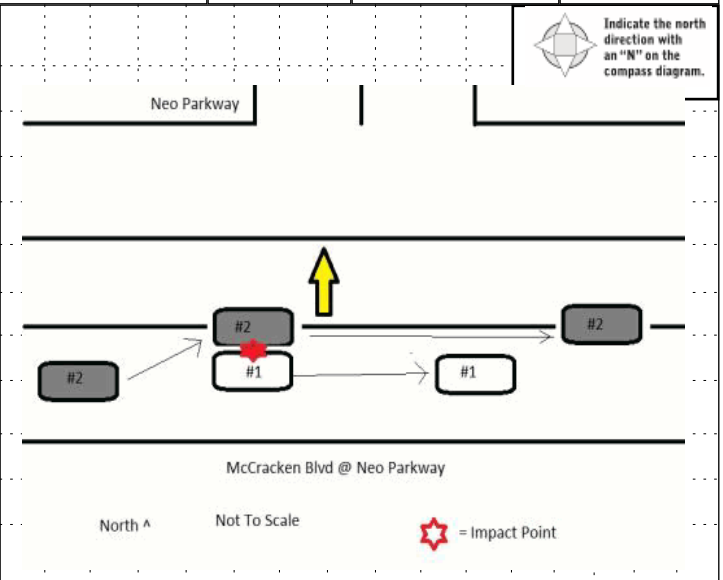 Indicate the north
direction with
an “N” on the
compass diagram.
Neo Parkway
#2
#2
#2
#1
#1
McCracken Blvd @ Neo Parkway
North ^
Not To Scale
= Impact Point